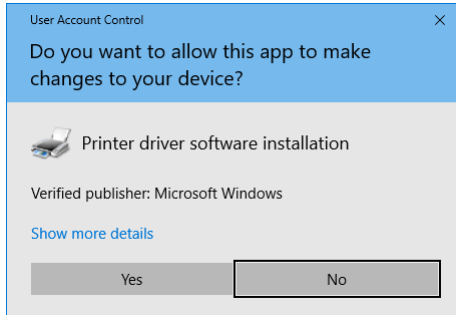 User Account Control
Do you want to allow this app to make
changes to your device?
Printer driver software installation
Verified publisher: Microsoft Windows
Show more details
Yes
No